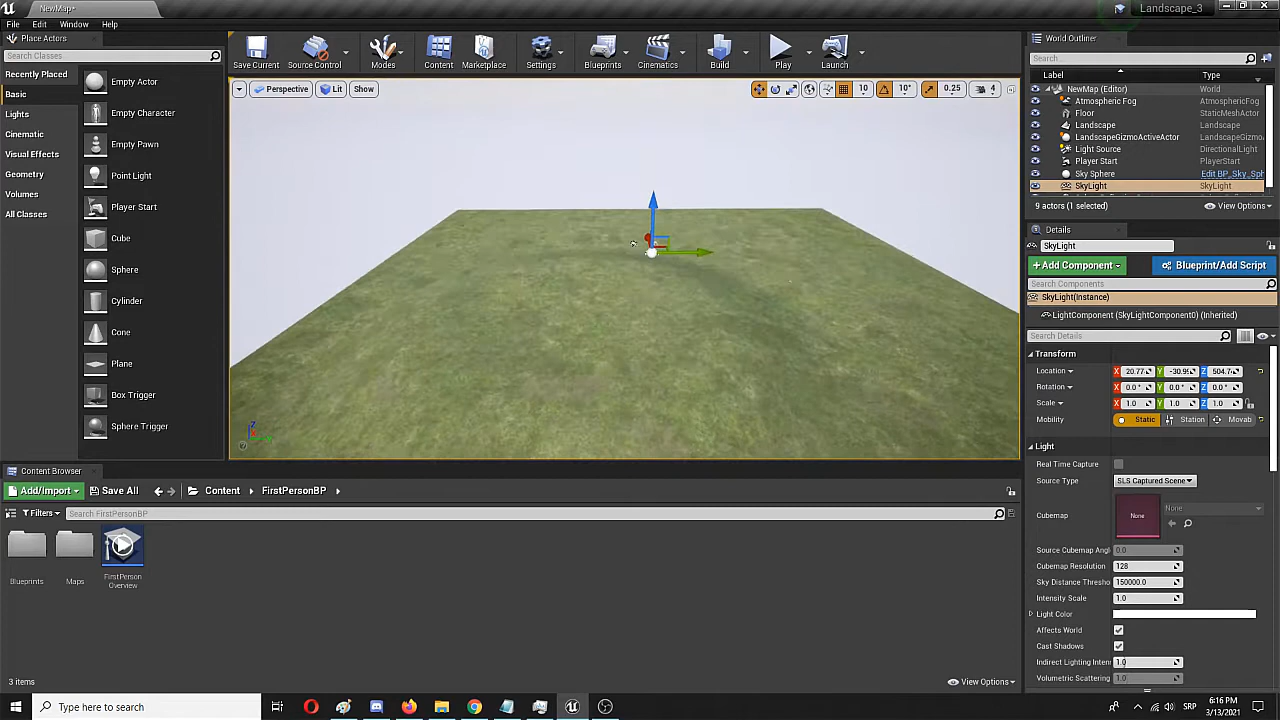 NewMap*
Landscape_3
File Edit Window Help
Place Actors
Search Classes
Recently Placed
Basic
Lights
Cinematic
Visual Effects
Geometry
Volumes
All Classes
Empty Actor
Empty Character
Empty Pawn
Point Light
Player Start
Cube
Sphere
Cylinder
Cone
Plane
Box Trigger
Sphere Trigger
Save Current Source Control Modes Content Marketplace Settings Blueprints Cinematics Build Play Launch
Perspective Lit Show
10 10° 0.25 4
World Outliner
Search...
Label Type
NewMap (Editor) World
Atmospheric Fog AtmosphericFog
Floor StaticMeshActor
Landscape Landscape
LandscapeGizmoActiveActor LandscapeGizmo
Light Source DirectionalLight
Player Start PlayerStart
Sky Sphere Edit BP_Sky_Sph
SkyLight SkyLight
9 actors (1 selected) View Options
Details
SkyLight
+ Add Component Blueprint/Add Script
Search Components
SkyLight(Instance)
LightComponent (SkyLightComponent0) (Inherited)
Search Details
Transform
Location X 20.77 Y -30.99 Z 504.7
Rotation X 0.0 ° Y 0.0 ° Z 0.0 °
Scale X 1.0 Y 1.0 Z 1.0
Mobility Static Station Movab
Light
Real Time Capture
Source Type SLS Captured Scene
Cubemap None None
Source Cubemap Angl 0.0
Cubemap Resolution 128
Sky Distance Thresho 150000.0
Intensity Scale 1.0
Light Color
Affects World
Cast Shadows
Indirect Lighting Inten 1.0
Volumetric Scattering 1.0
Content Browser
Add/Import Save All Content FirstPersonBP
Filters Search FirstPersonBP
Blueprints
Maps
FirstPerson
Overview
3 items View Options
Type here to search
SRP
6:16 PM
3/13/2021